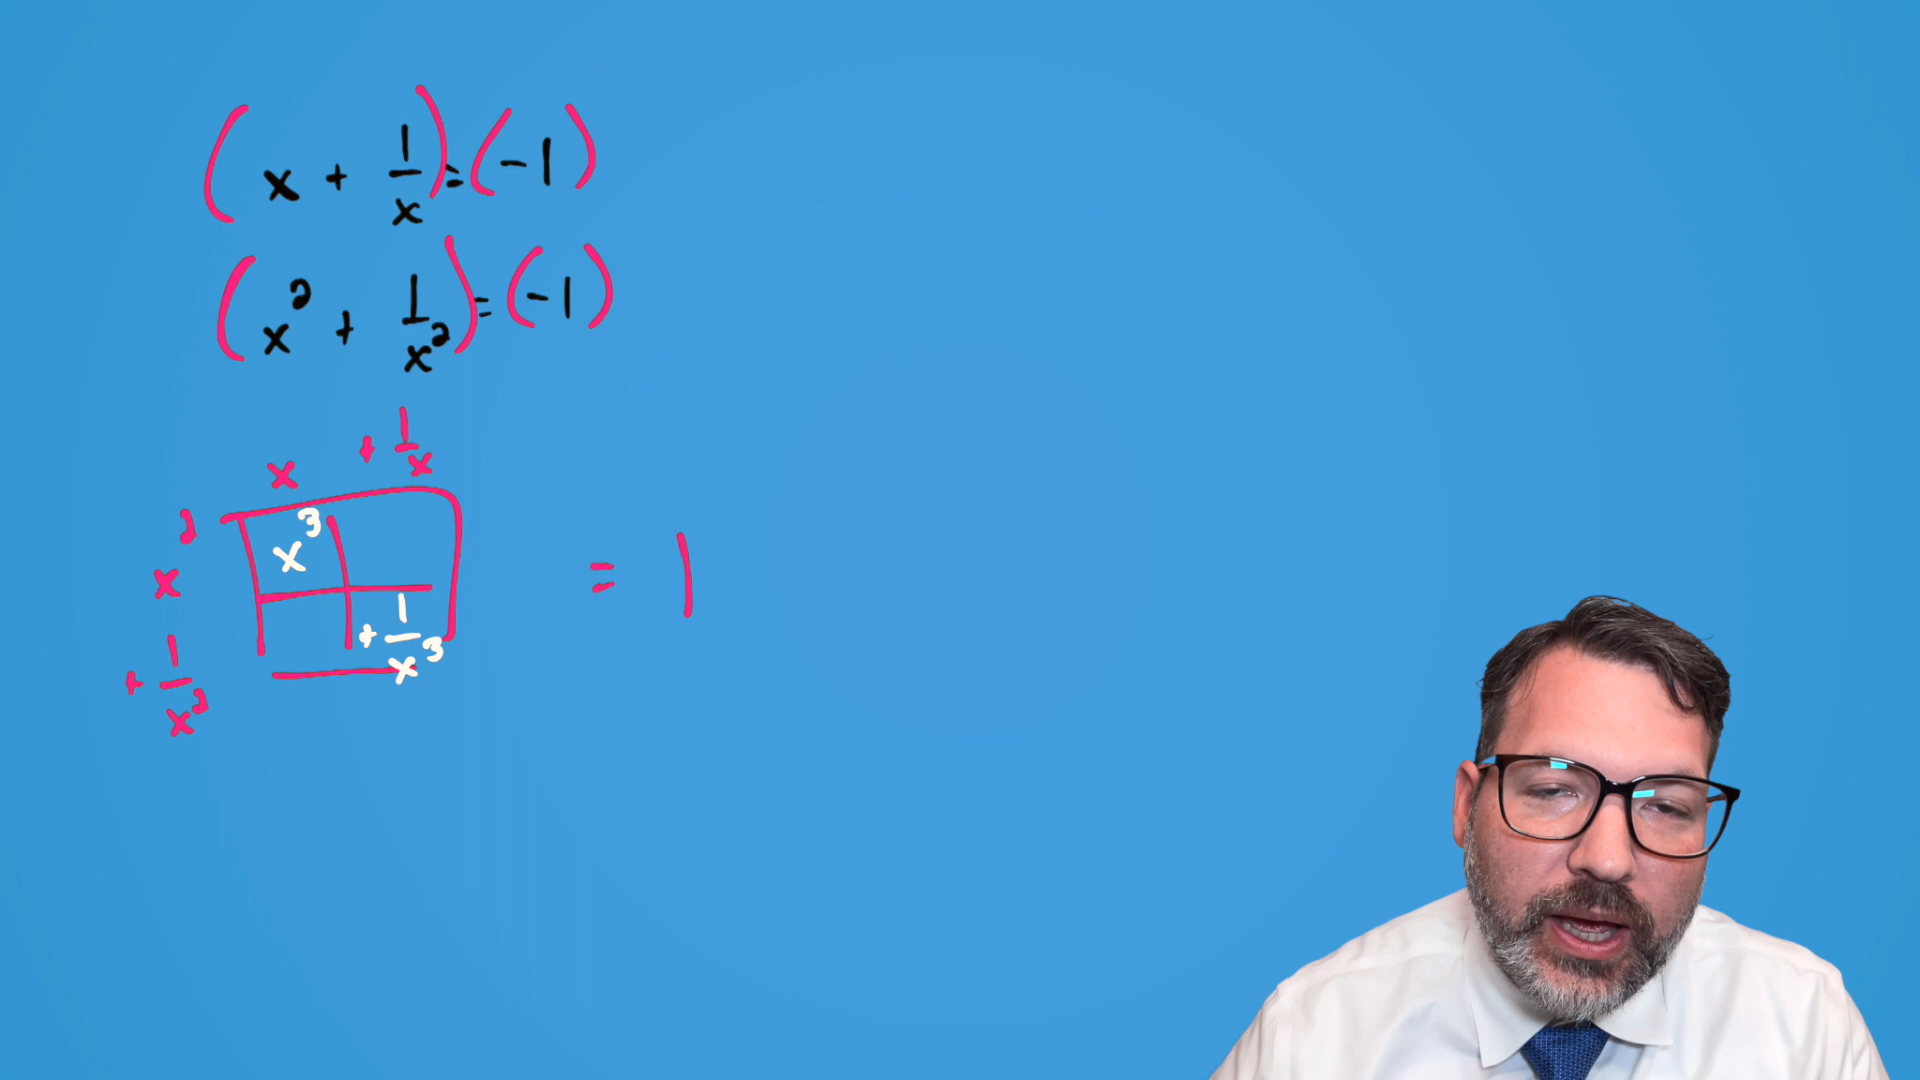 (x + 1/x) = (-1)
(x² + 1/x²) = (-1)
x + 1/x
x² x³
= 1
+ 1/x² + 1/x³